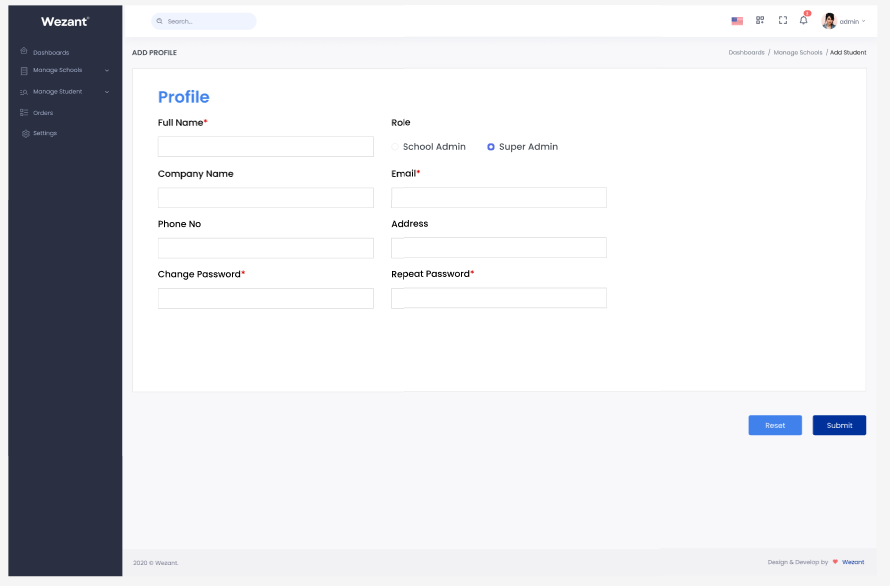 Wezant®
Search...
admin
Dashboards
Manage Schools
Manage Student
Orders
Settings
ADD PROFILE
Dashboards / Manage Schools / Add Student
Profile
Full Name*
Role
School Admin
Super Admin
Company Name
Email*
Phone No
Address
Change Password*
Repeat Password*
Reset
Submit
2020 © Wezant.
Design & Develop by ♥ Wezant